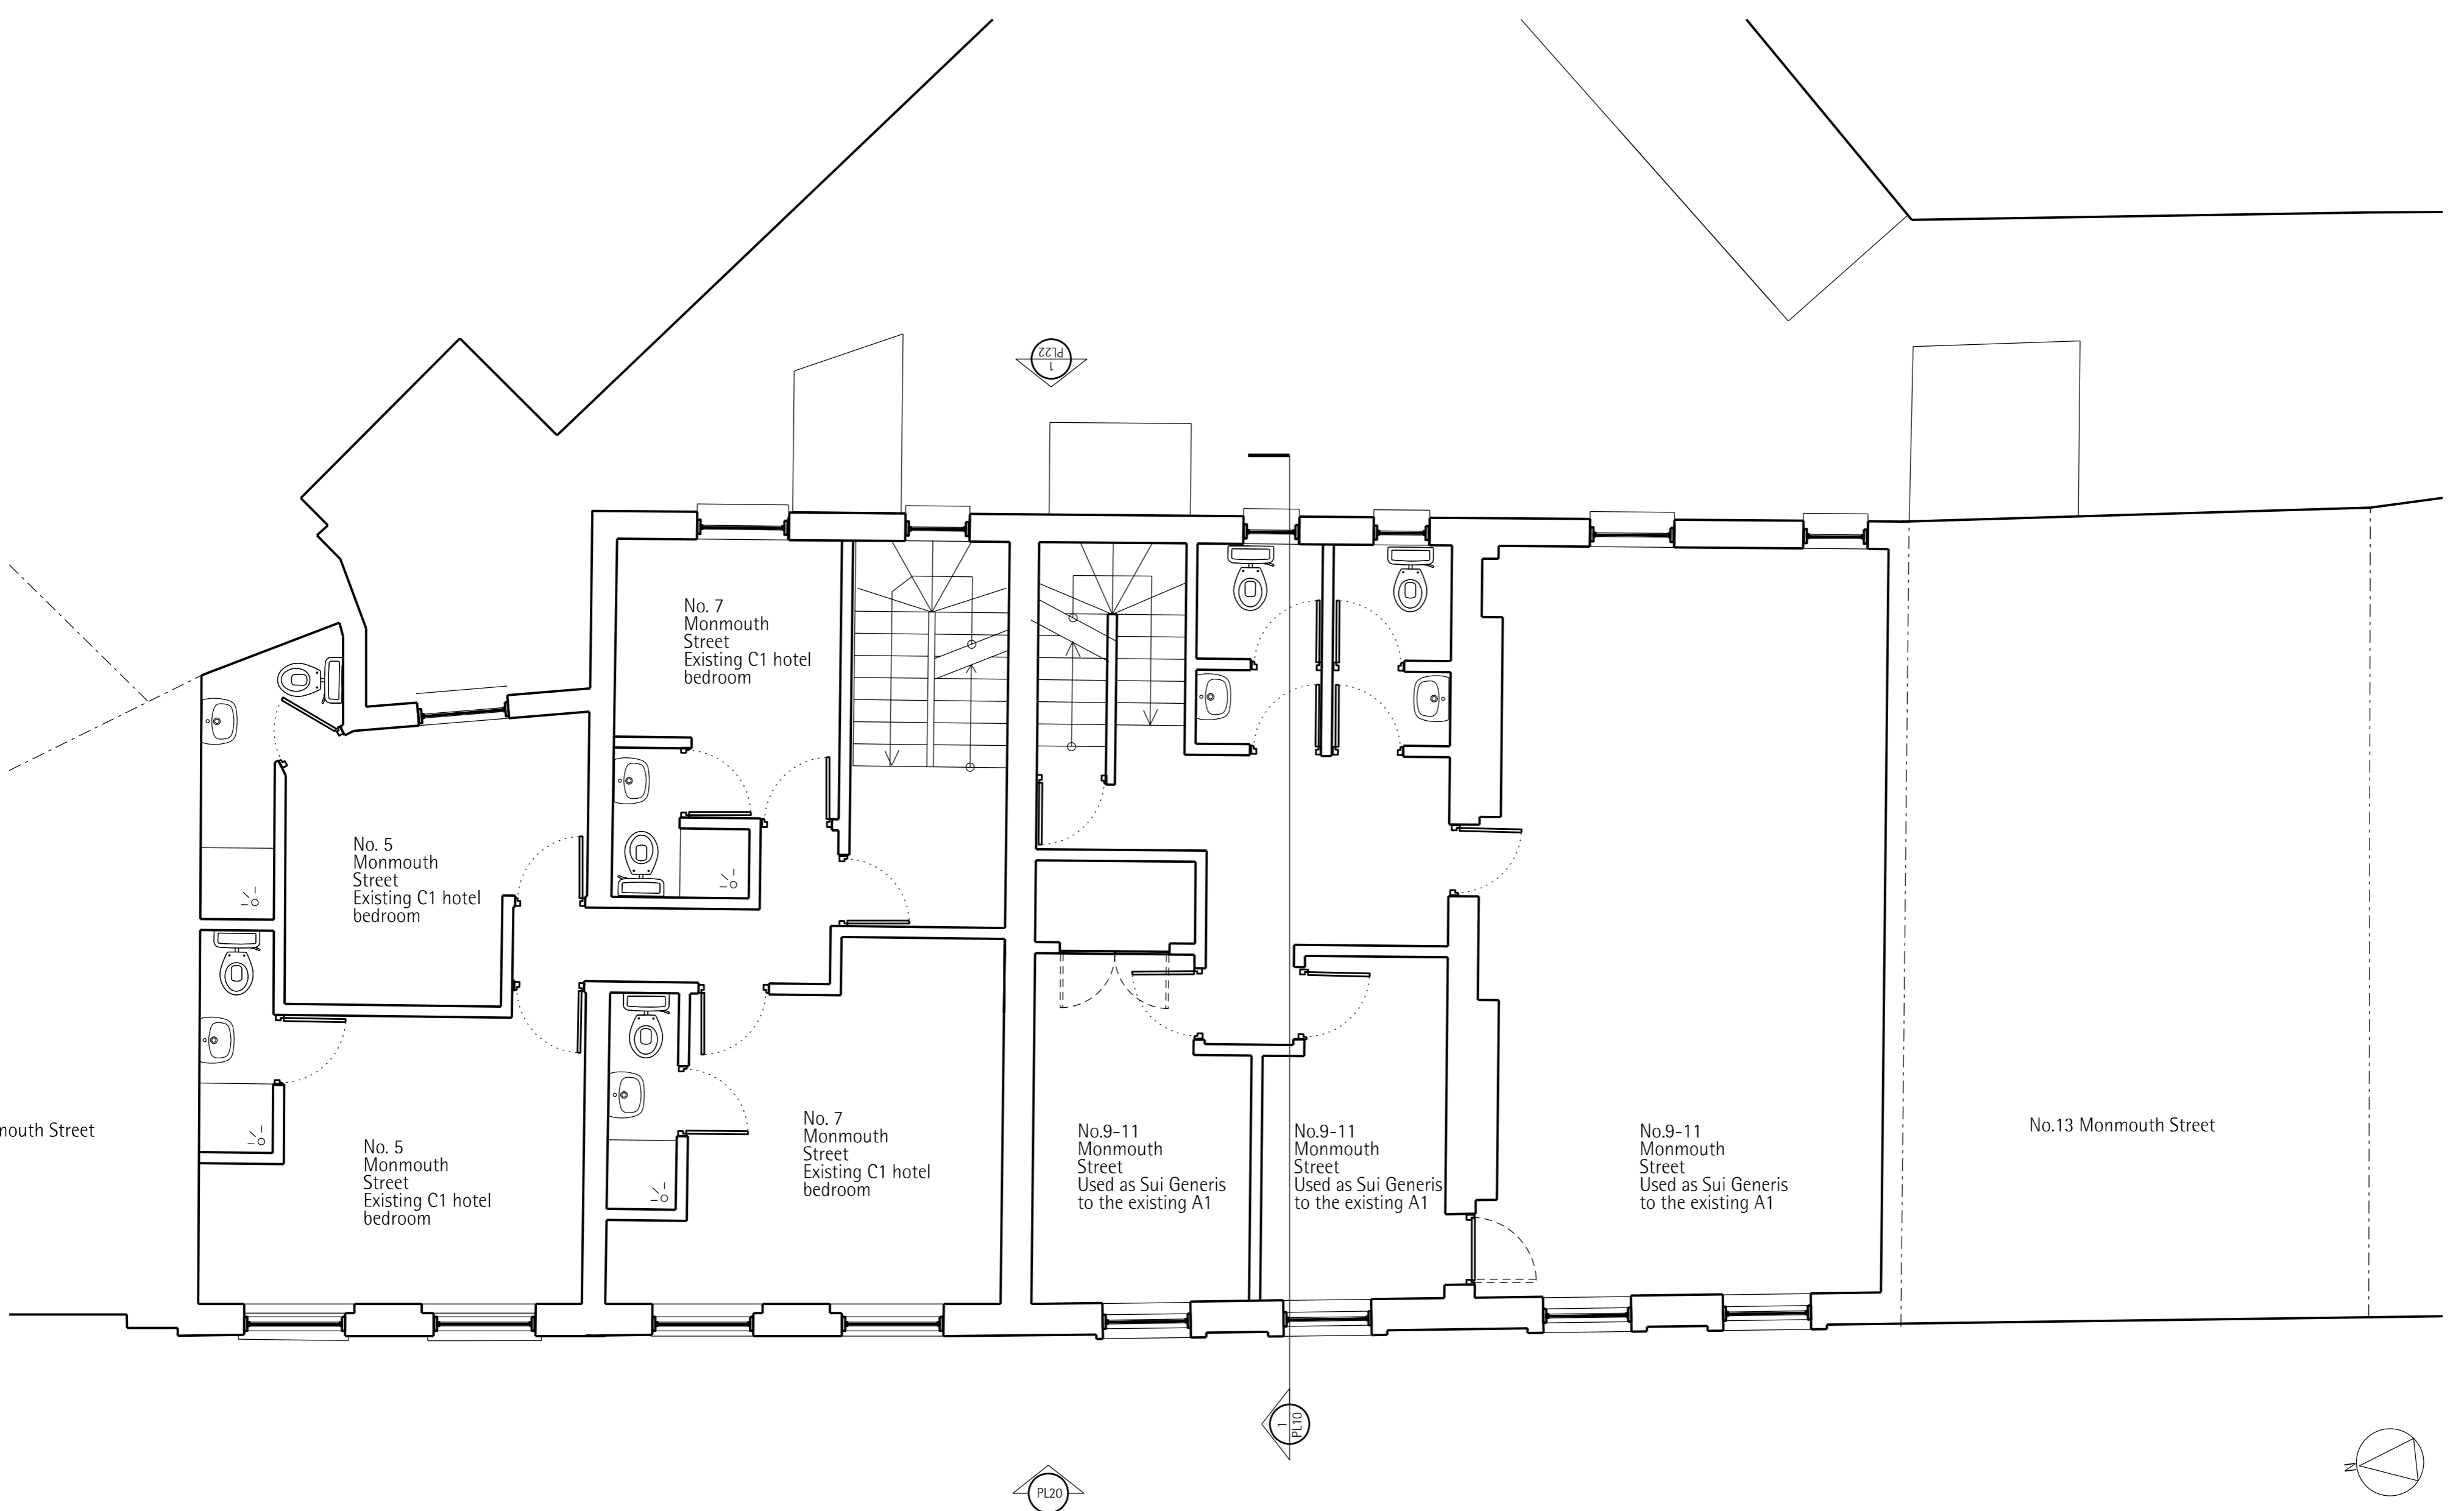 1
PL22
No. 7
Monmouth
Street
Existing C1 hotel
bedroom
No. 5
Monmouth
Street
Existing C1 hotel
bedroom
No. 5
Monmouth
Street
Existing C1 hotel
bedroom
No. 7
Monmouth
Street
Existing C1 hotel
bedroom
No.9-11
Monmouth
Street
Used as Sui Generis
to the existing A1
No.9-11
Monmouth
Street
Used as Sui Generis
to the existing A1
No.9-11
Monmouth
Street
Used as Sui Generis
to the existing A1
No.13 Monmouth Street
mouth Street
1
PL10
PL20
N